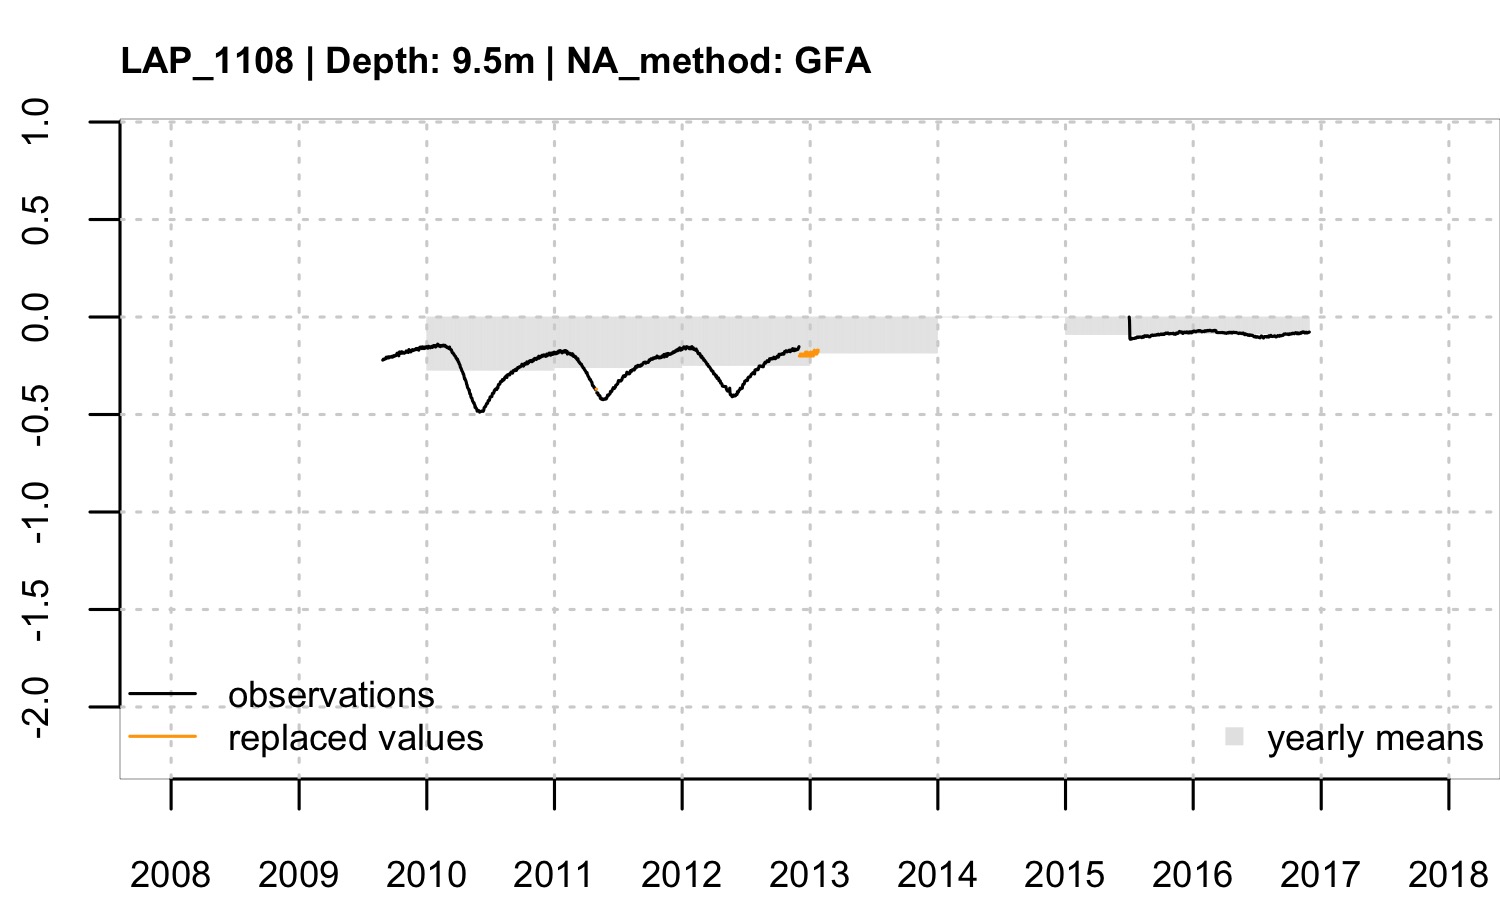 LAP_1108 | Depth: 9.5m | NA_method: GFA
1.0
0.5
0.0
-0.5
-1.0
-1.5
-2.0
observations
replaced values
yearly means
2008 2009 2010 2011 2012 2013 2014 2015 2016 2017 2018